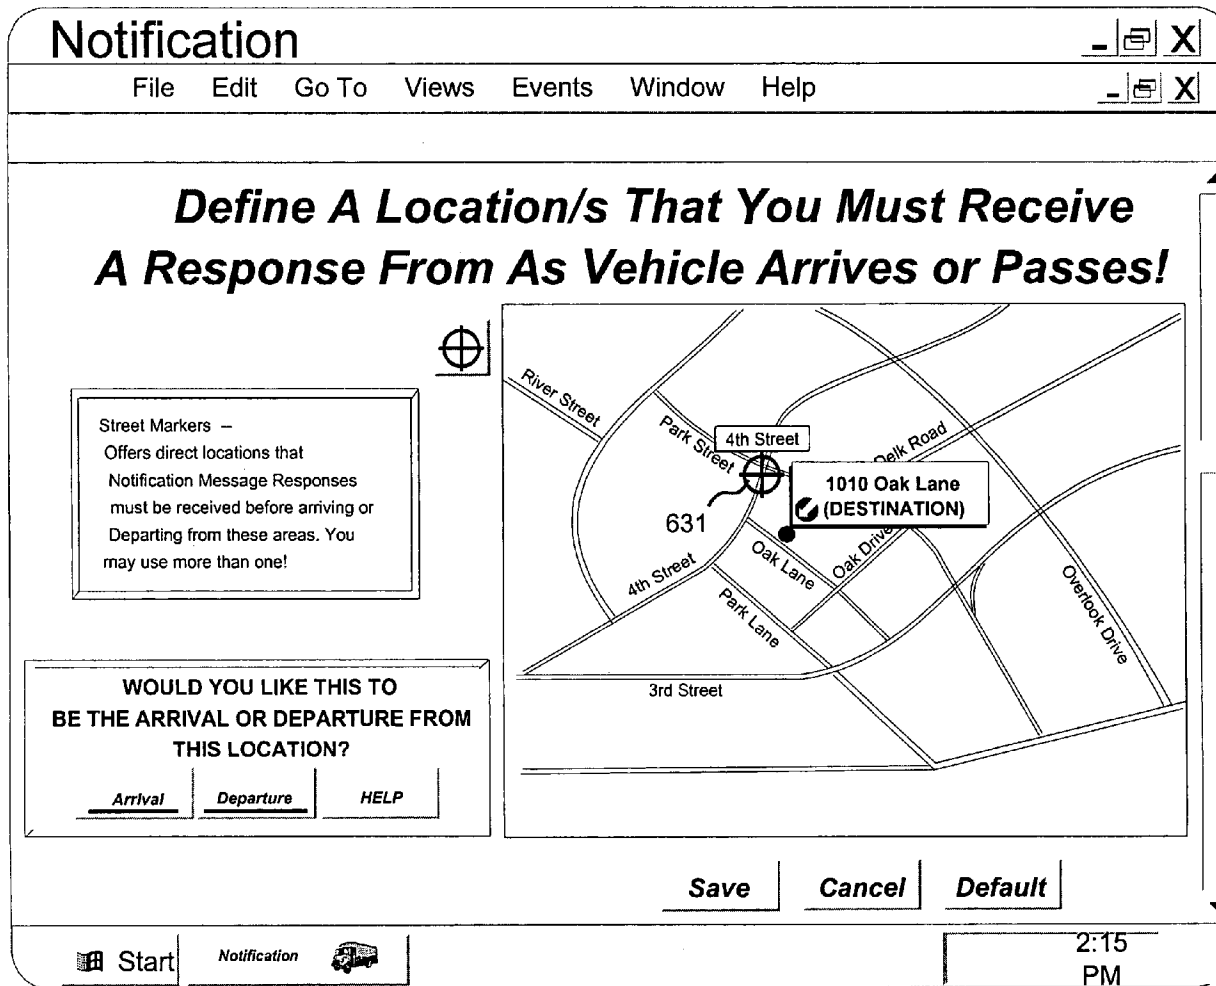 Notification
File Edit Go To Views Events Window Help
Define A Location/s That You Must Receive
A Response From As Vehicle Arrives or Passes!
Street Markers –
Offers direct locations that
Notification Message Responses
must be received before arriving or
Departing from these areas. You
may use more than one!
WOULD YOU LIKE THIS TO
BE THE ARRIVAL OR DEPARTURE FROM
THIS LOCATION?
Arrival Departure HELP
River Street
Park Street
4th Street
Delk Road
1010 Oak Lane
(DESTINATION)
631
Oak Lane
Oak Drive
4th Street
Park Lane
Overlook Drive
3rd Street
Save Cancel Default
Start Notification
2:15
PM